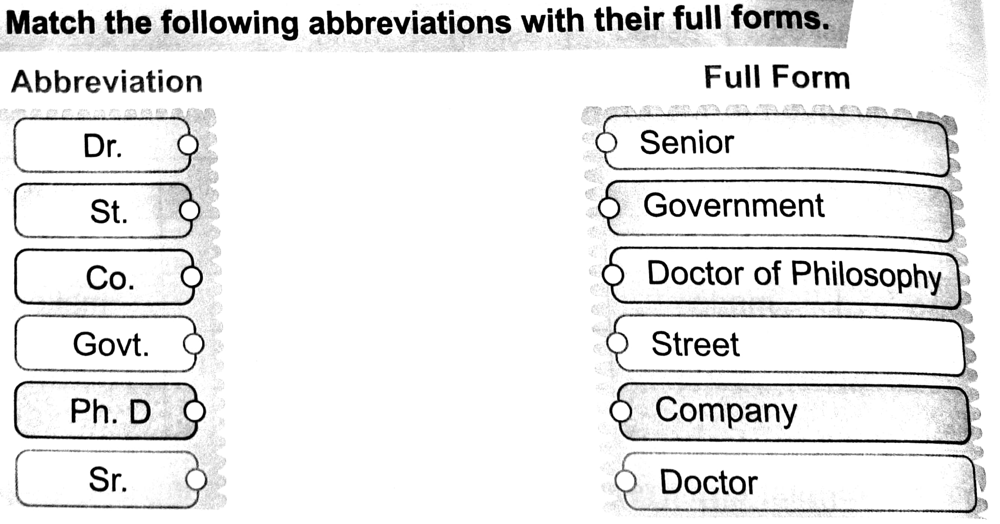 Match the following abbreviations with their full forms.
Abbreviation Full Form
Dr. Senior
St. Government
Co. Doctor of Philosophy
Govt. Street
Ph. D Company
Sr. Doctor